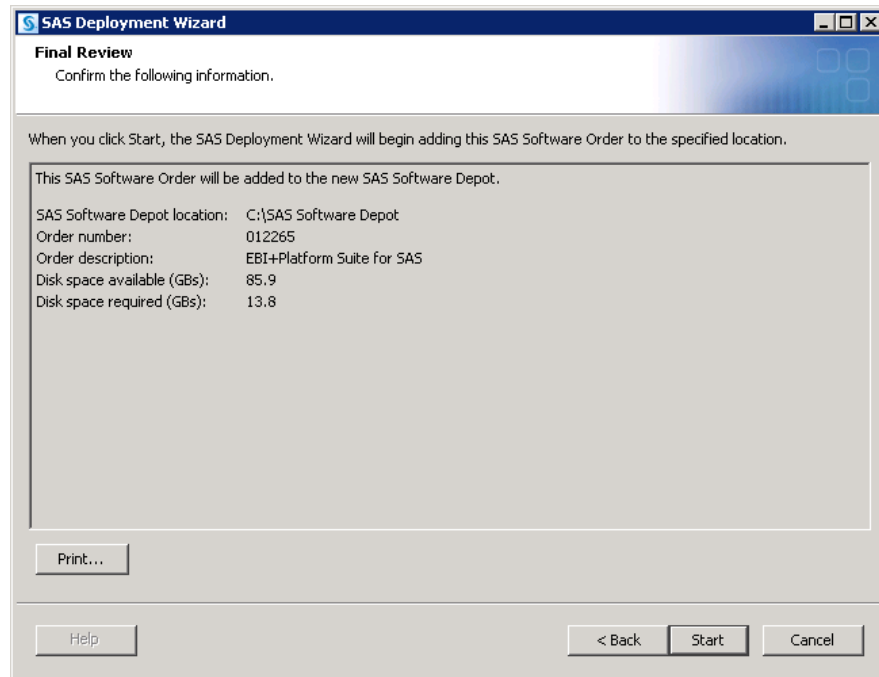 SAS Deployment Wizard
Final Review
Confirm the following information.
When you click Start, the SAS Deployment Wizard will begin adding this SAS Software Order to the specified location.
This SAS Software Order will be added to the new SAS Software Depot.
SAS Software Depot location: C:\SAS Software Depot
Order number: 012265
Order description: EBI+Platform Suite for SAS
Disk space available (GBs): 85.9
Disk space required (GBs): 13.8
Print...
Help < Back Start Cancel